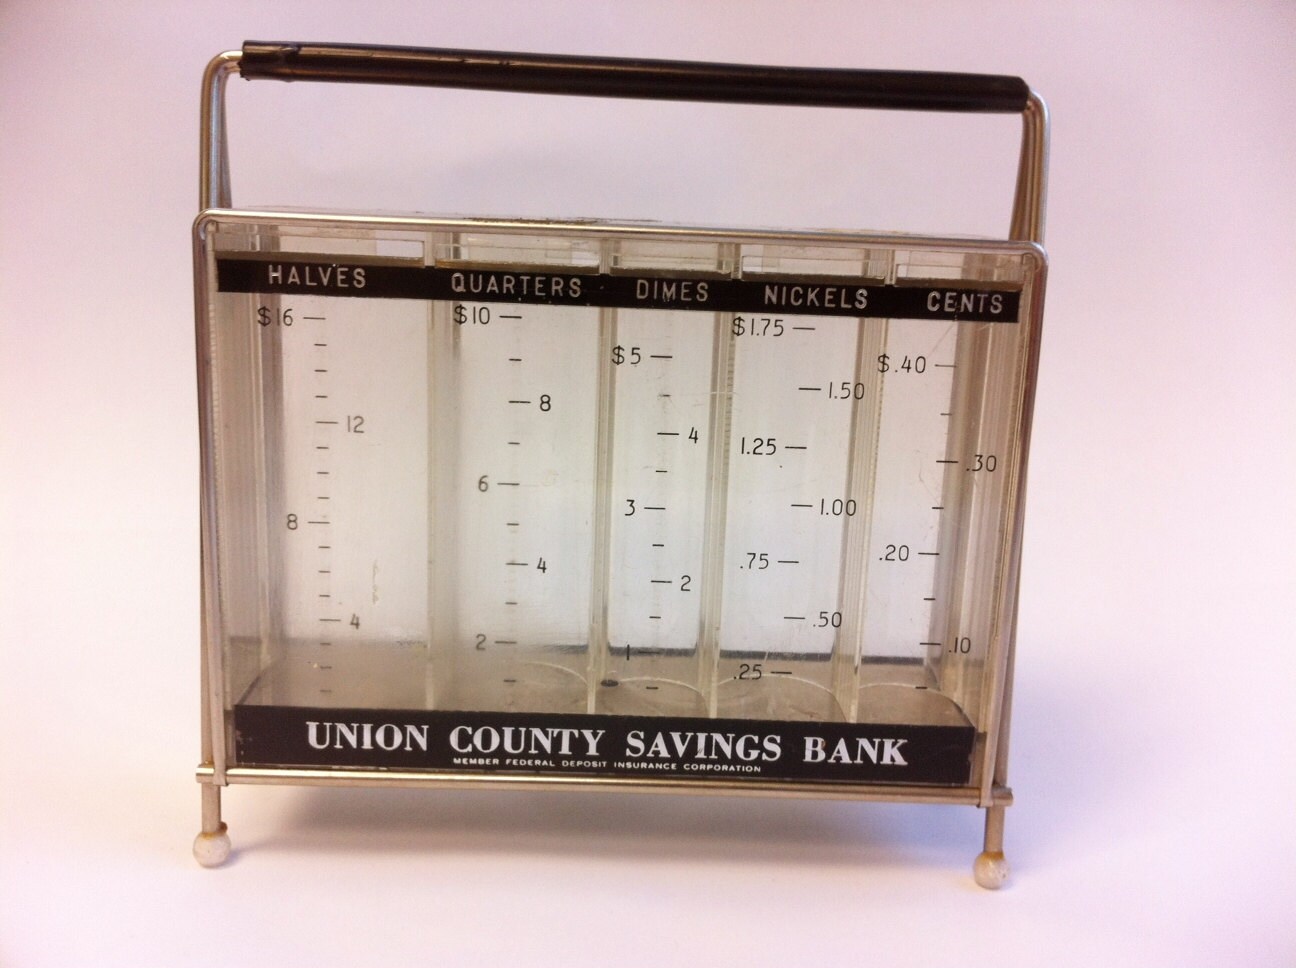 HALVES QUARTERS DIMES NICKELS CENTS
$16 $10 $1.75
$5 $.40
8 1.50
12 4 1.25
.30
6 3 1.00
8 .20
4 .75
2
4 .50
2 1 .10
.25
UNION COUNTY SAVINGS BANK
MEMBER FEDERAL DEPOSIT INSURANCE CORPORATION